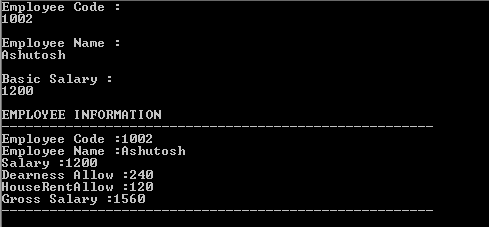 Employee Code :
1002
Employee Name :
Ashutosh
Basic Salary :
1200
EMPLOYEE INFORMATION
------------------------------------------------------
Employee Code :1002
Employee Name :Ashutosh
Salary :1200
Dearness Allow :240
HouseRentAllow :120
Gross Salary :1560
------------------------------------------------------